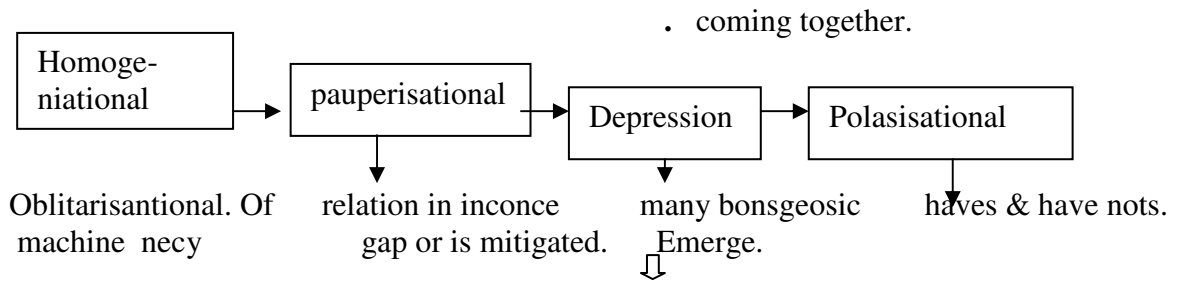 . coming together.
Homoge-
niational
pauperisational
Depression
Polasisational
Oblitarisantional. Of
machine necy
relation in inconce
gap or is mitigated.
many bonsgeosic
Emerge.
haves & have nots.